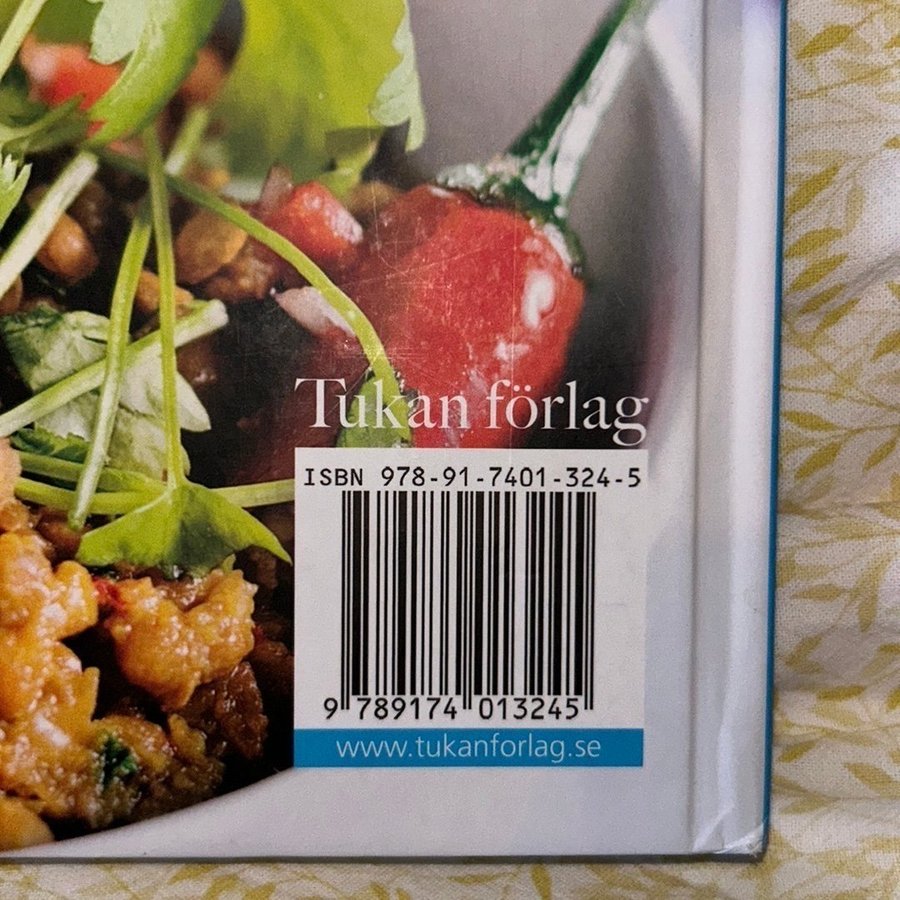 Tukan förlag
ISBN 978-91-7401-324-5
9 789174 013245
www.tukanforlag.se